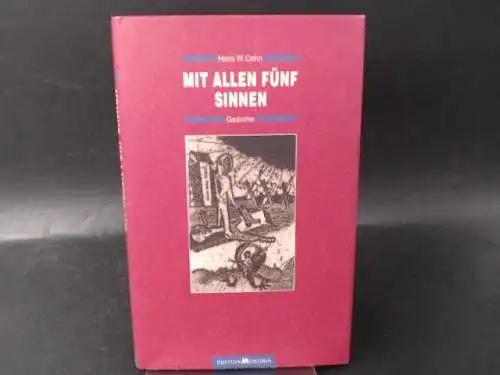 Hans W. Cohn
MIT ALLEN FÜNF
SINNEN
Gedichte
EDITION MEMORIA